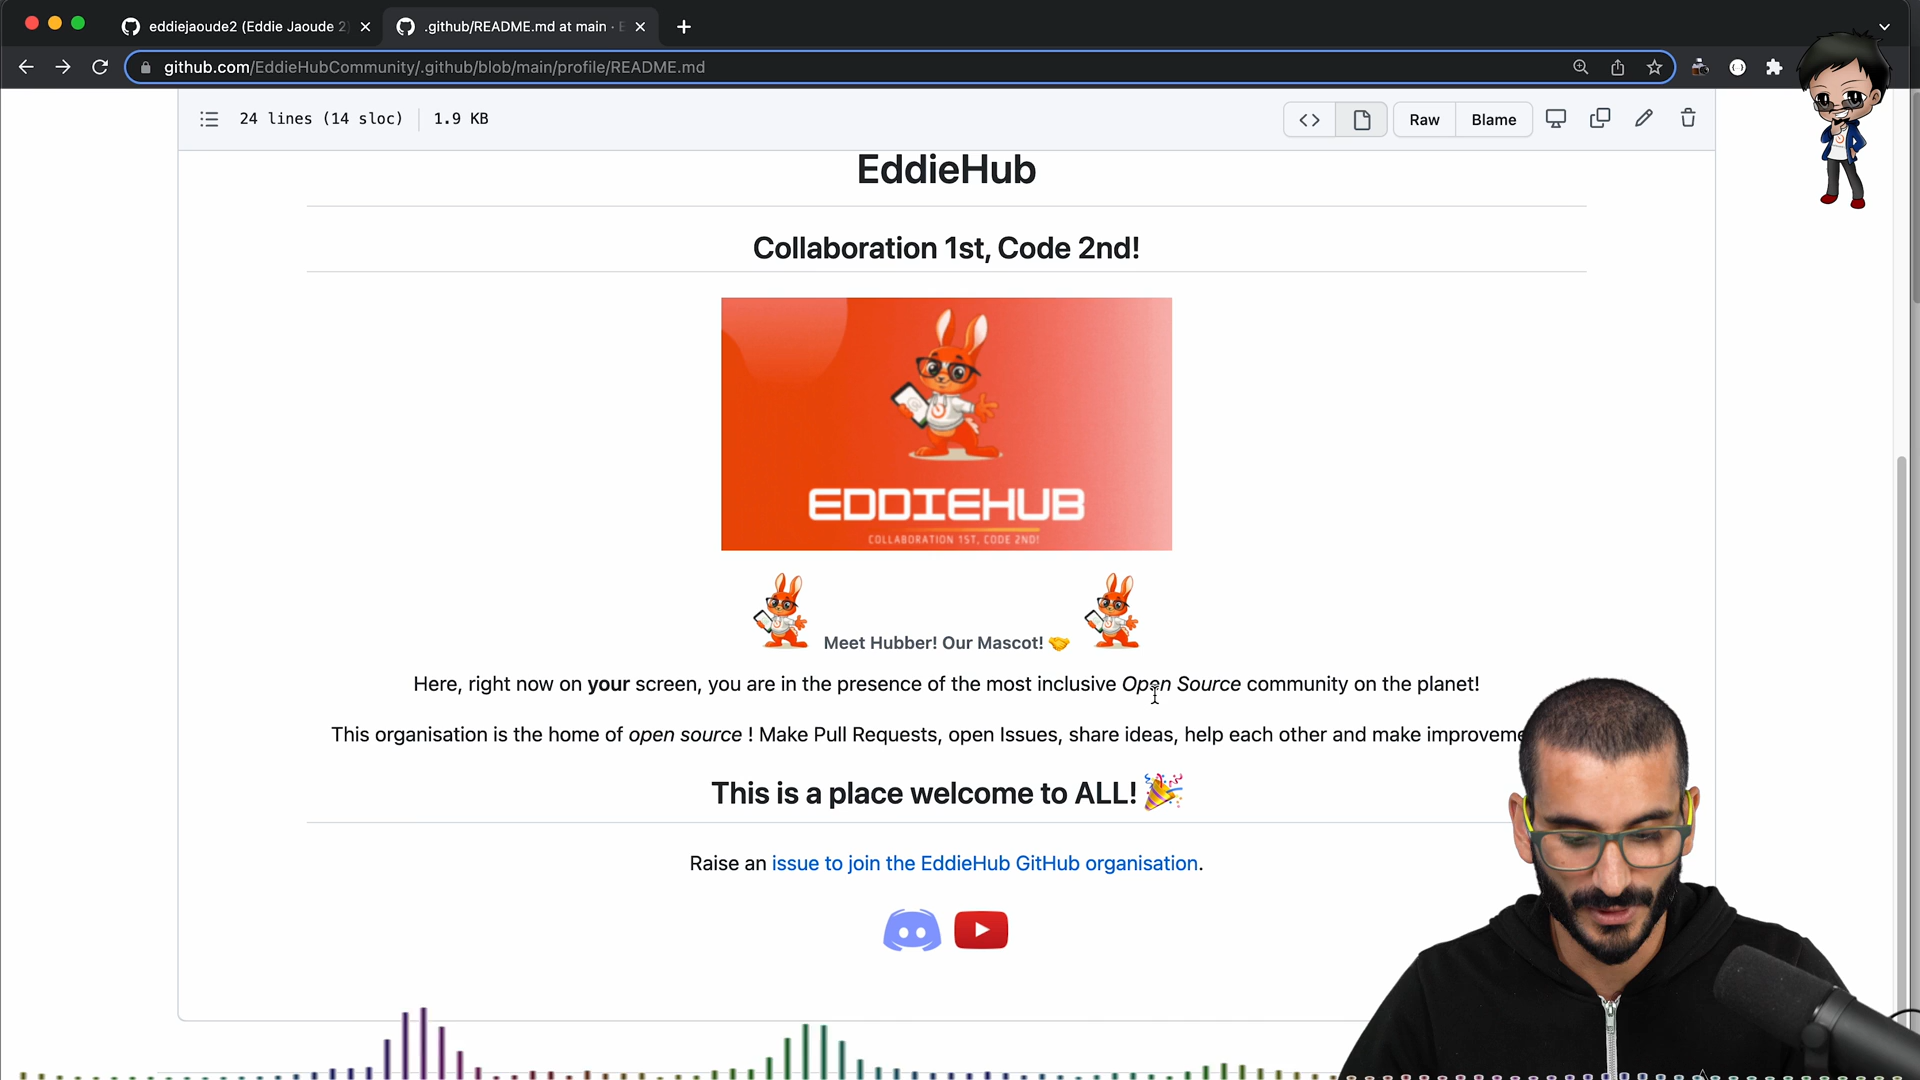 eddiejaoude2 (Eddie Jaoude 2)
.github/README.md at main ·
github.com/EddieHubCommunity/.github/blob/main/profile/README.md
24 lines (14 sloc) 1.9 KB
Raw
Blame
EddieHub
Collaboration 1st, Code 2nd!
EDDIEHUB
COLLABORATION 1ST, CODE 2ND!
Meet Hubber! Our Mascot! 🤝
Here, right now on your screen, you are in the presence of the most inclusive Open Source community on the planet!
This organisation is the home of open source ! Make Pull Requests, open Issues, share ideas, help each other and make improveme
This is a place welcome to ALL! 🎉
Raise an issue to join the EddieHub GitHub organisation.